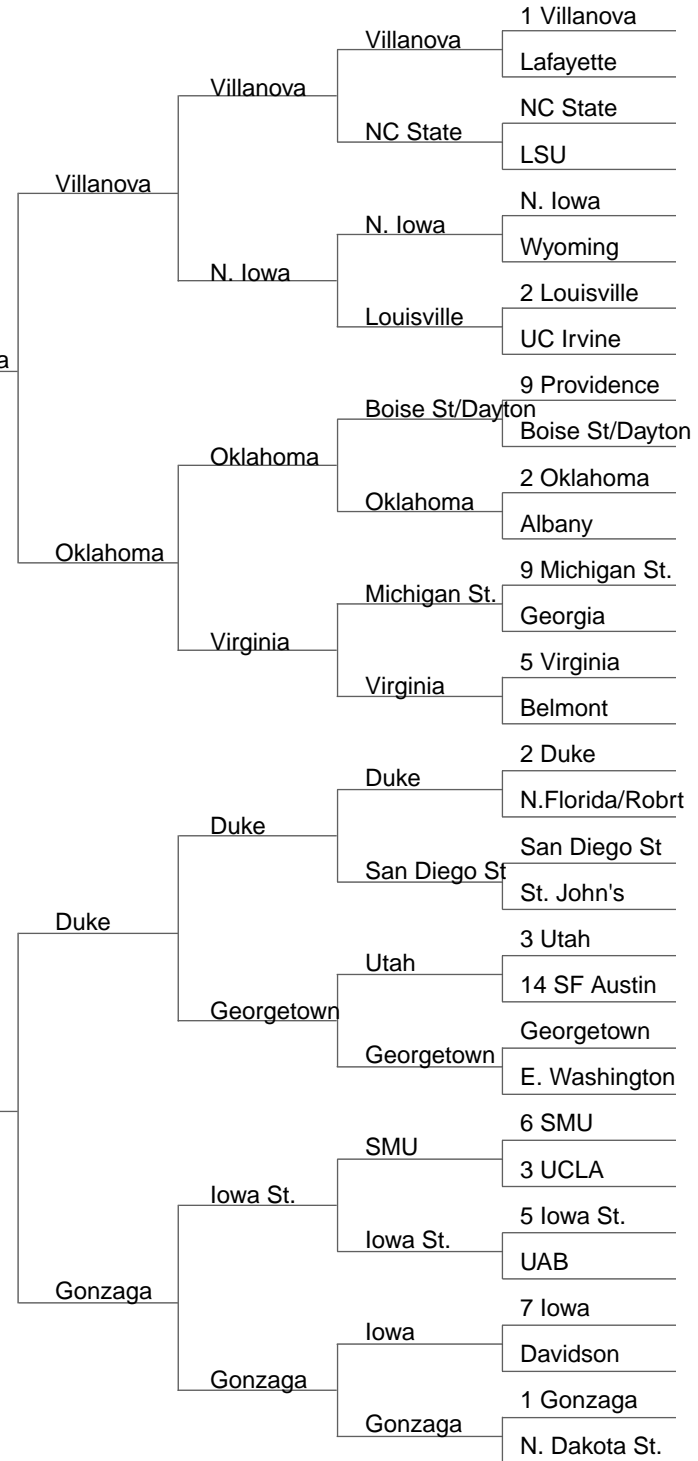 1 Villanova
Villanova
Lafayette
Villanova
NC State
NC State
LSU
Villanova
N. Iowa
N. Iowa
Wyoming
N. Iowa
2 Louisville
Louisville
UC Irvine
a
9 Providence
Boise St/Dayton
Boise St/Dayton
Oklahoma
2 Oklahoma
Oklahoma
Albany
Oklahoma
9 Michigan St.
Michigan St.
Georgia
Virginia
5 Virginia
Virginia
Belmont
2 Duke
Duke
N.Florida/Robrt
Duke
San Diego St
San Diego St
St. John's
Duke
3 Utah
Utah
14 SF Austin
Georgetown
Georgetown
Georgetown
E. Washington
6 SMU
SMU
3 UCLA
Iowa St.
5 Iowa St.
Iowa St.
UAB
Gonzaga
7 Iowa
Iowa
Davidson
Gonzaga
1 Gonzaga
Gonzaga
N. Dakota St.